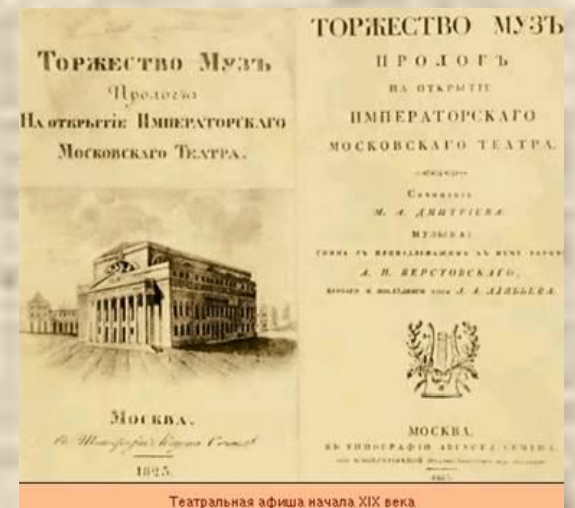 Торжество Музъ
Прологъ
На открытіе Императорскаго
Московскаго Театра.
Москва.
1825.
ТОРЖЕСТВО МУЗЪ
ПРОЛОГЪ
НА ОТКРЫТІЕ
ИМПЕРАТОРСКАГО
МОСКОВСКАГО ТЕАТРА.
Сочиненіе
М. А. ДМИТРІЕВА.
МУЗЫКА:
А. Н. ВЕРСТОВСКАГО,
А. А. АЛЯБЬЕВА.
МОСКВА.
ВЪ ТИПОГРАФІИ АВГУСТА СЕМЕНА,
Театральная афиша начала XIX века